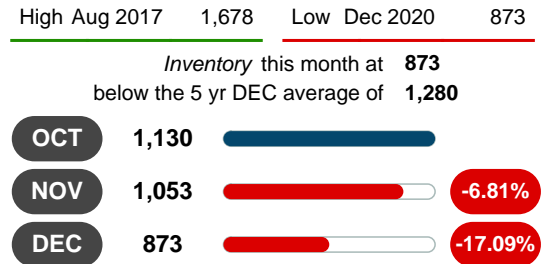 High Aug 2017 1,678 Low Dec 2020 873
Inventory this month at 873
below the 5 yr DEC average of 1,280
OCT 1,130
NOV 1,053 -6.81%
DEC 873 -17.09%